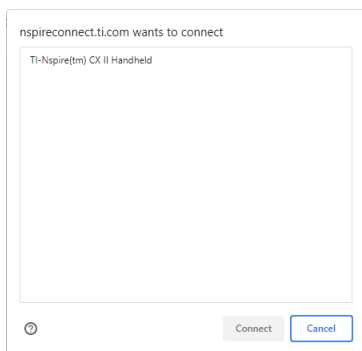 nspireconnect.ti.com wants to connect
TI-Nspire(tm) CX II Handheld
Connect Cancel